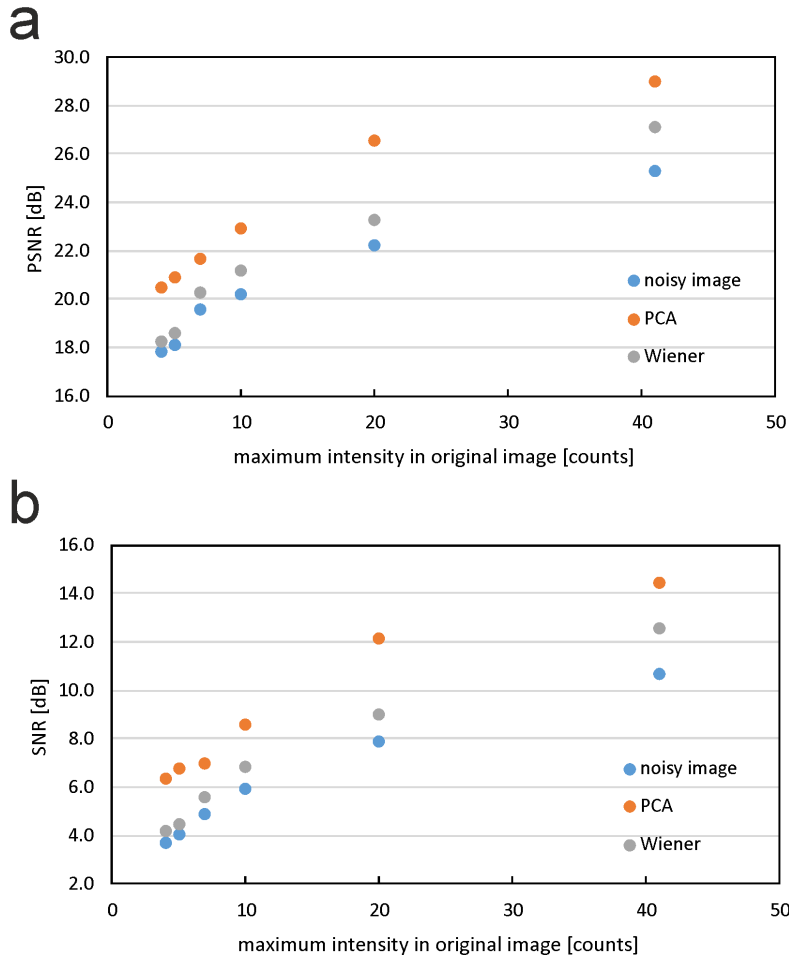 a
30.0
28.0
26.0
24.0
22.0
20.0
18.0
16.0
PSNR [dB]
noisy image
PCA
Wiener
0 10 20 30 40 50
maximum intensity in original image [counts]
b
16.0
14.0
12.0
10.0
8.0
6.0
4.0
2.0
SNR [dB]
noisy image
PCA
Wiener
0 10 20 30 40 50
maximum intensity in original image [counts]